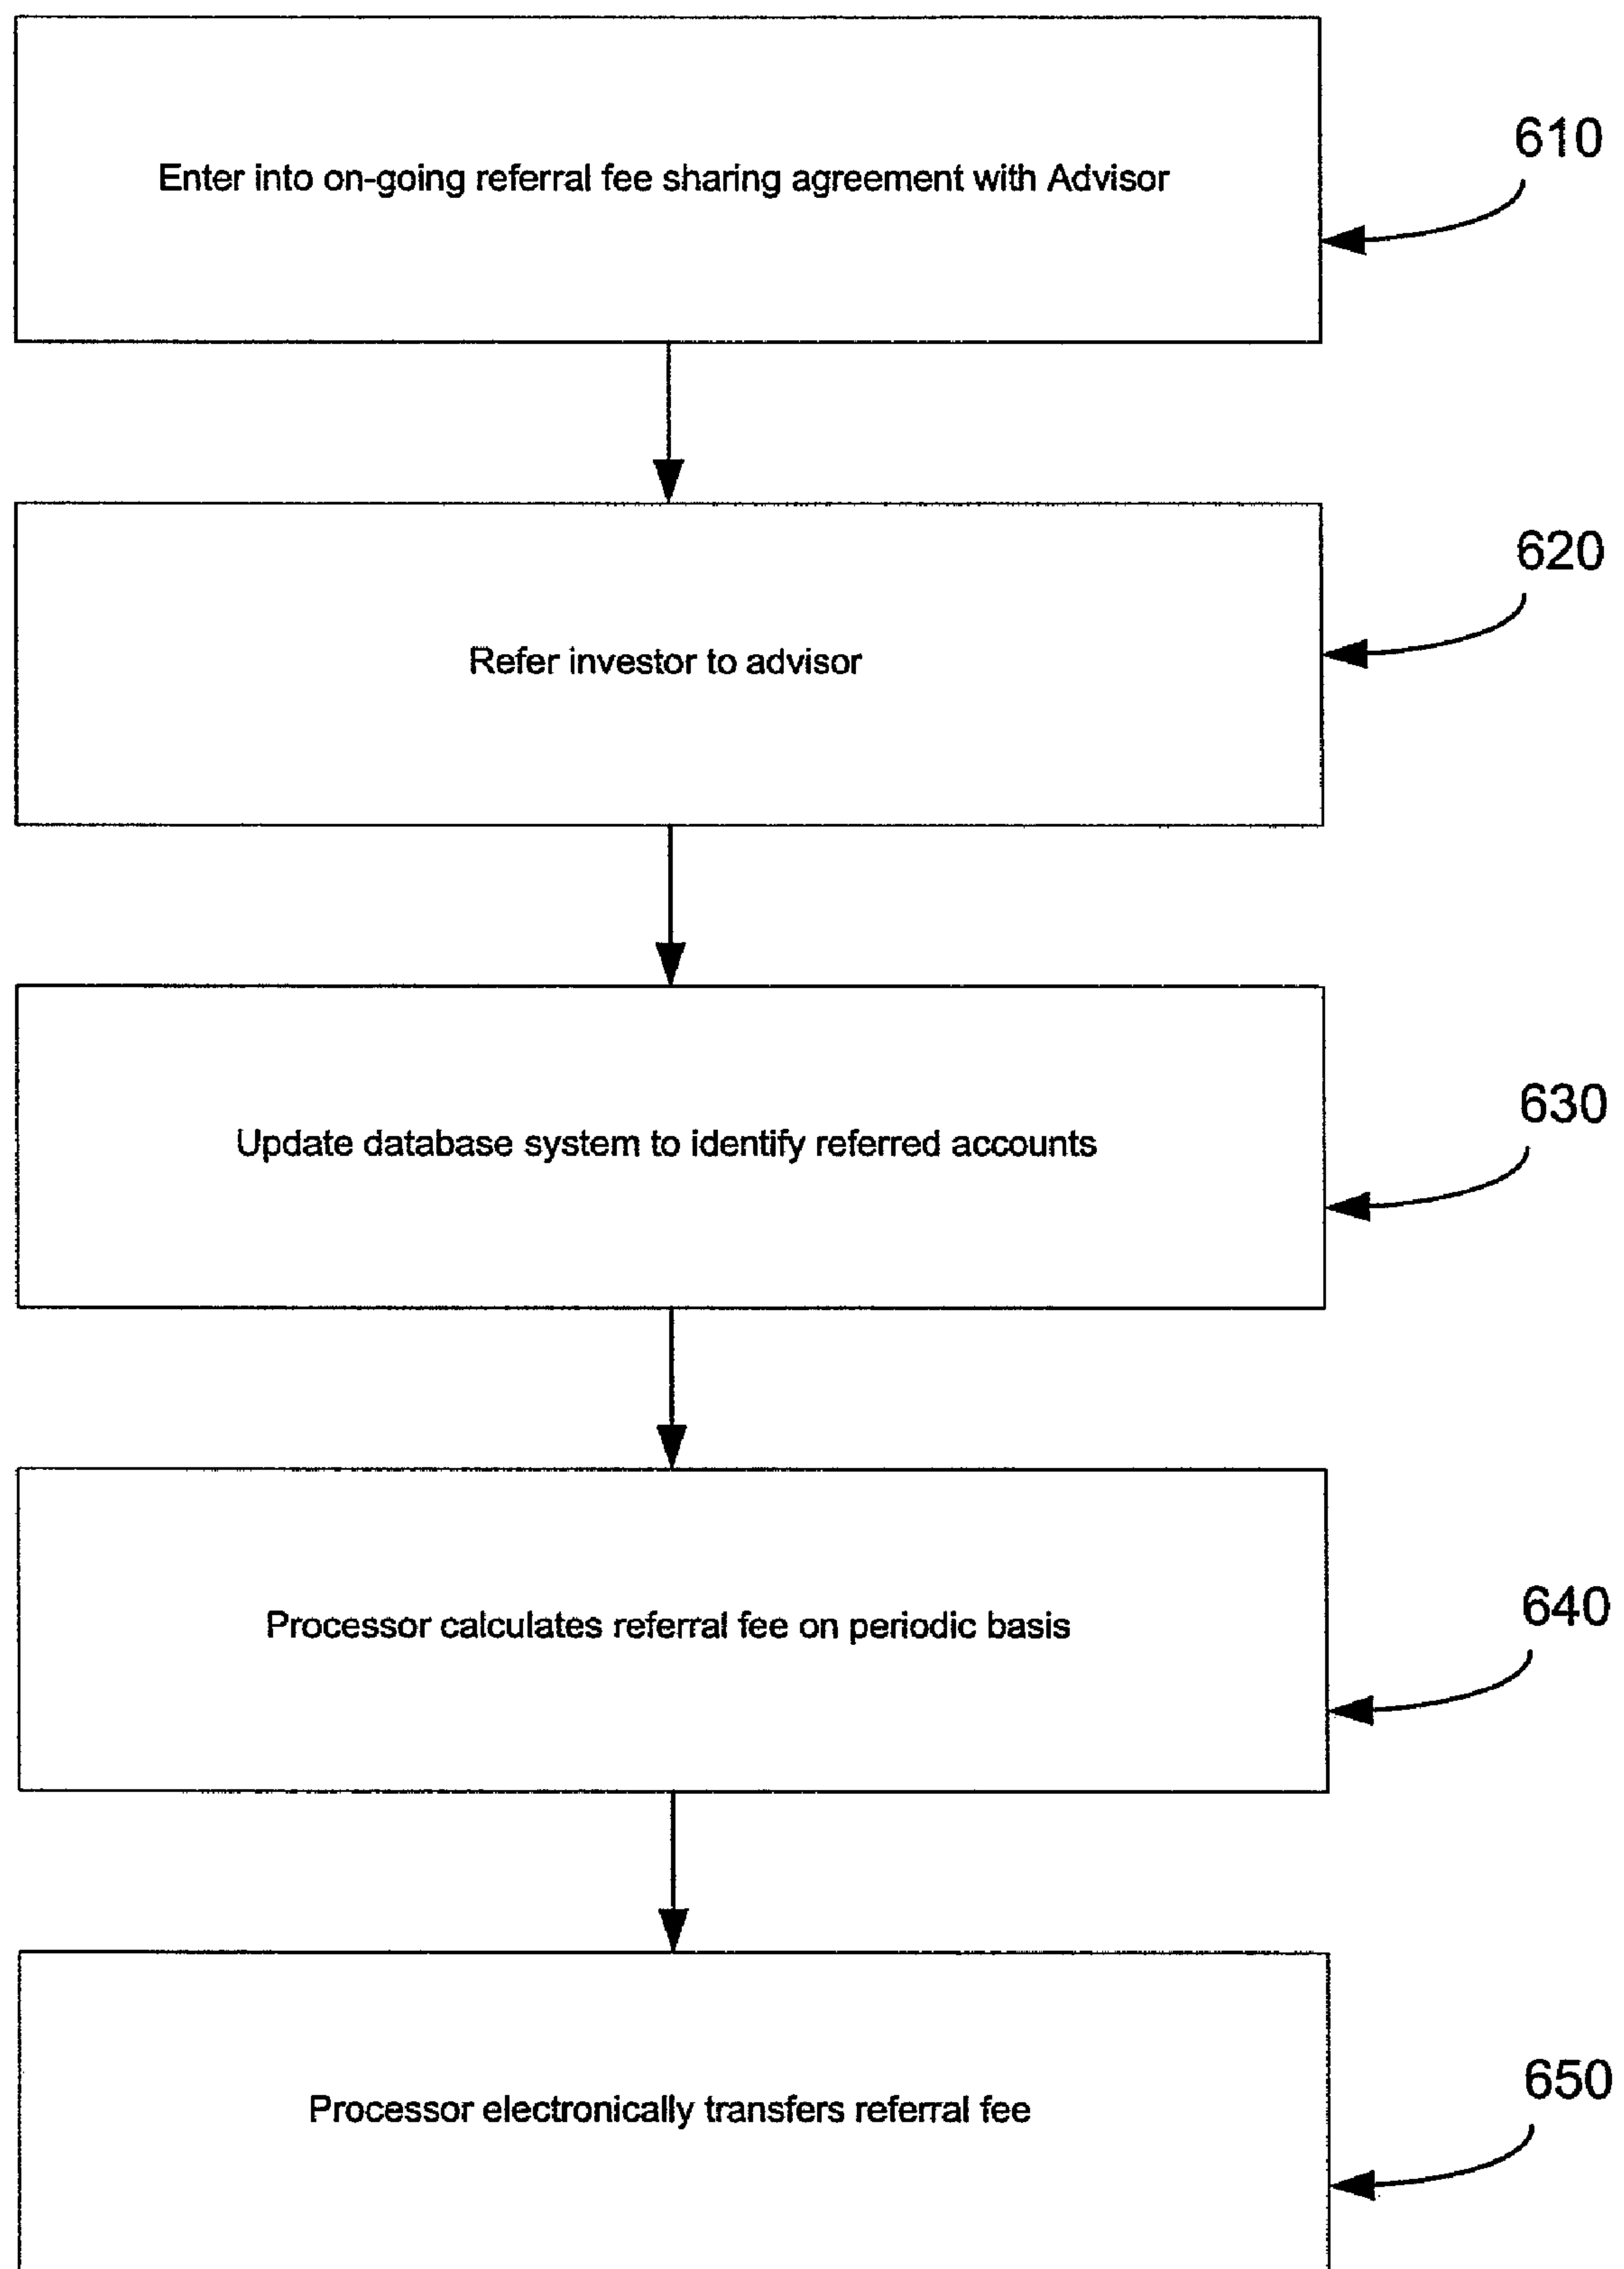 Enter into on-going referral fee sharing agreement with Advisor
610
Refer investor to advisor
620
Update database system to identify referred accounts
630
Processor calculates referral fee on periodic basis
640
Processor electronically transfers referral fee
650